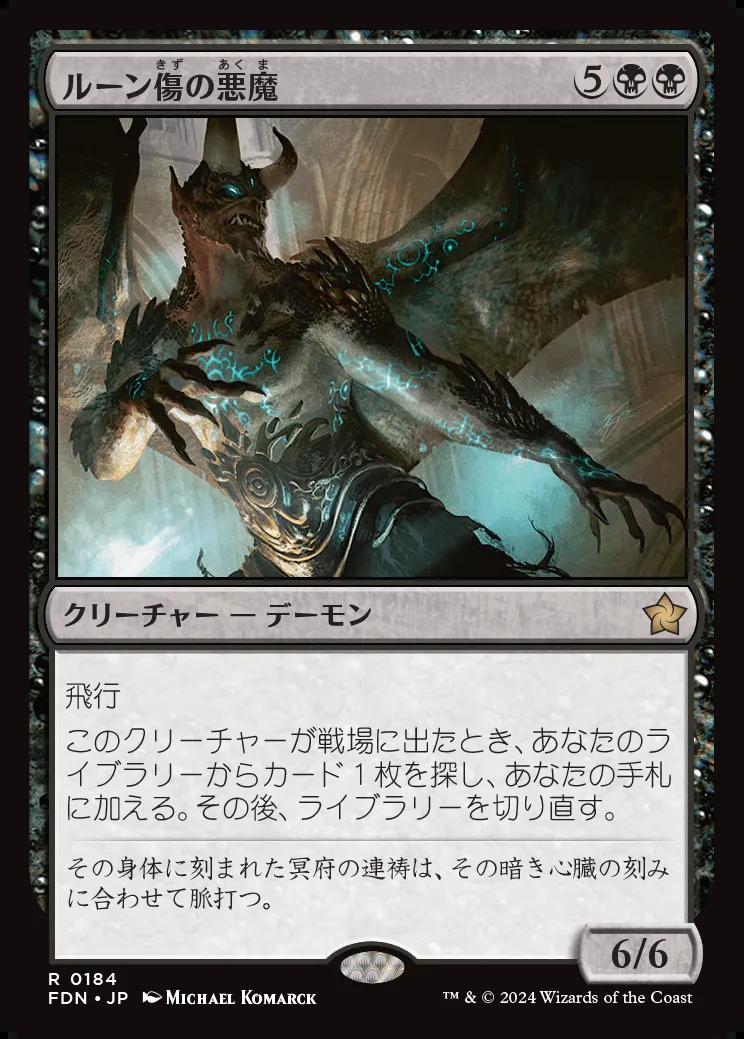 ルーン傷の悪魔 5
きず あくま
クリーチャー — デーモン
飛行
このクリーチャーが戦場に出たとき、あなたのラ
イブラリーからカード1枚を探し、あなたの手札
に加える。その後、ライブラリーを切り直す。
その身体に刻まれた冥府の連祷は、その暗き心臓の刻み
に合わせて脈打つ。
6/6
R 0184
FDN • JP MICHAEL KOMARCK
™ & © 2024 Wizards of the Coast